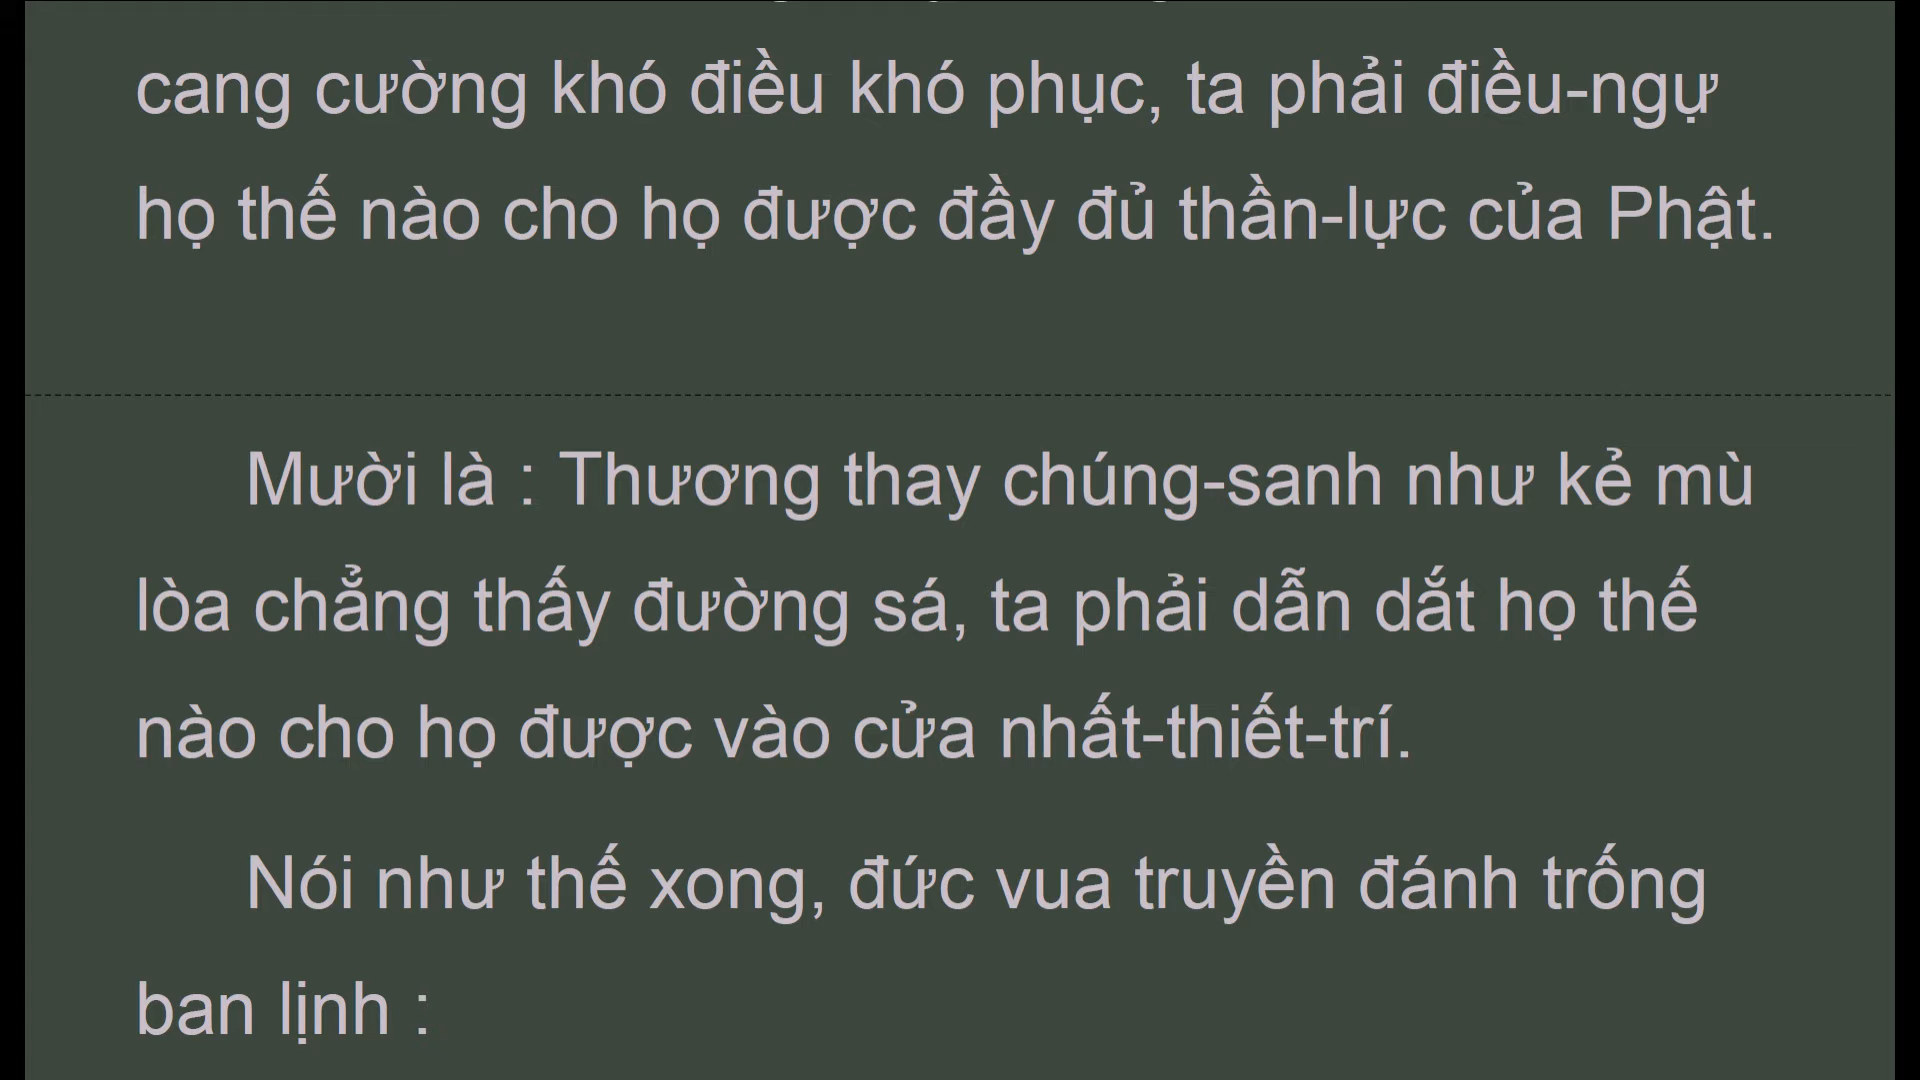 cang cường khó điều khó phục, ta phải điều-ngự
họ thế nào cho họ được đầy đủ thần-lực của Phật.
Mười là : Thương thay chúng-sanh như kẻ mù
lòa chẳng thấy đường sá, ta phải dẫn dắt họ thế
nào cho họ được vào cửa nhất-thiết-trí.
Nói như thế xong, đức vua truyền đánh trống
ban lịnh :